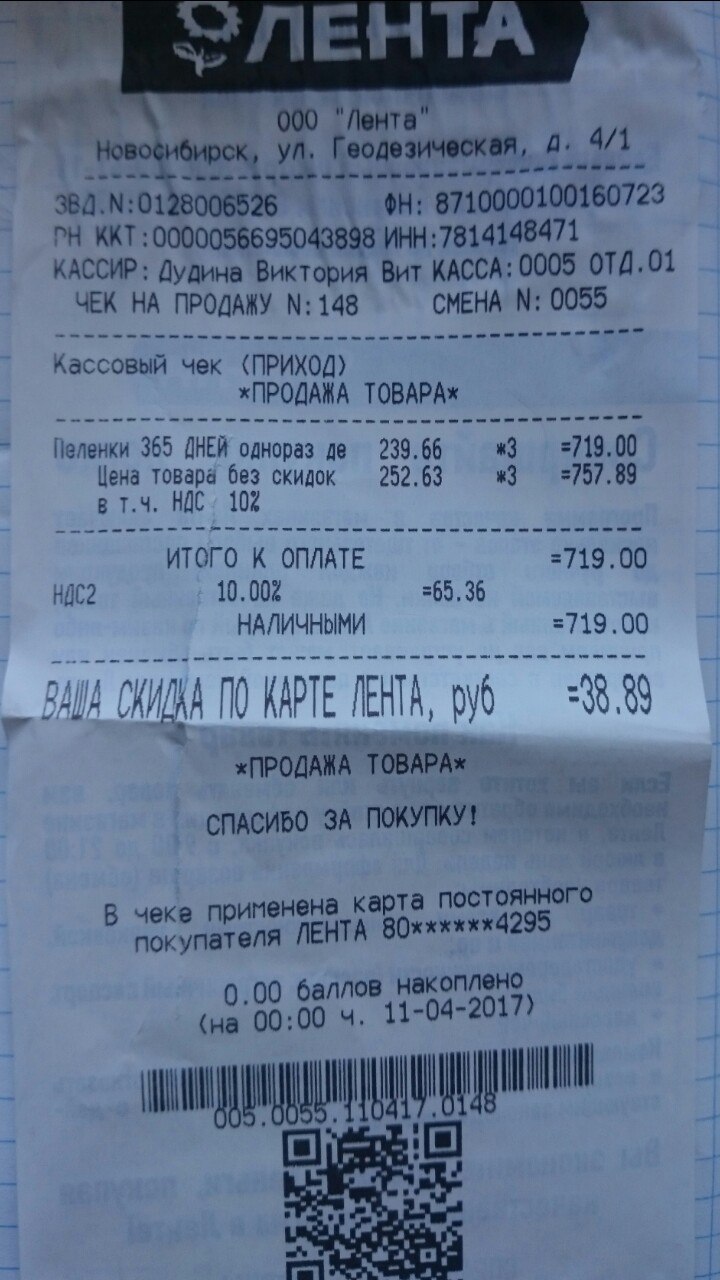 ЛЕНТА
ООО "Лента"
Новосибирск, ул. Геодезическая, д. 4/1
ЗВД.N:0128006526 ФН: 8710000100160723
РН ККТ:0000056695043898 ИНН:7814148471
КАССИР: Дудина Виктория Вит КАССА:0005 ОТД.01
ЧЕК НА ПРОДАЖУ N:148 СМЕНА N:0055
Кассовый чек (ПРИХОД)
*ПРОДАЖА ТОВАРА*
Пеленки 365 ДНЕЙ однораз де 239.66 *3 =719.00
Цена товара без скидок 252.63 *3 =757.89
в т.ч. НДС 10%
ИТОГО К ОПЛАТЕ =719.00
НДС2 10.00% =65.36
НАЛИЧНЫМИ =719.00
ВАША СКИДКА ПО КАРТЕ ЛЕНТА, руб =38.89
*ПРОДАЖА ТОВАРА*
СПАСИБО ЗА ПОКУПКУ!
В чеке применена карта постоянного
покупателя ЛЕНТА 80******4295
0.00 баллов накоплено
(на 00:00 ч. 11-04-2017)
005.0055.110417.0148